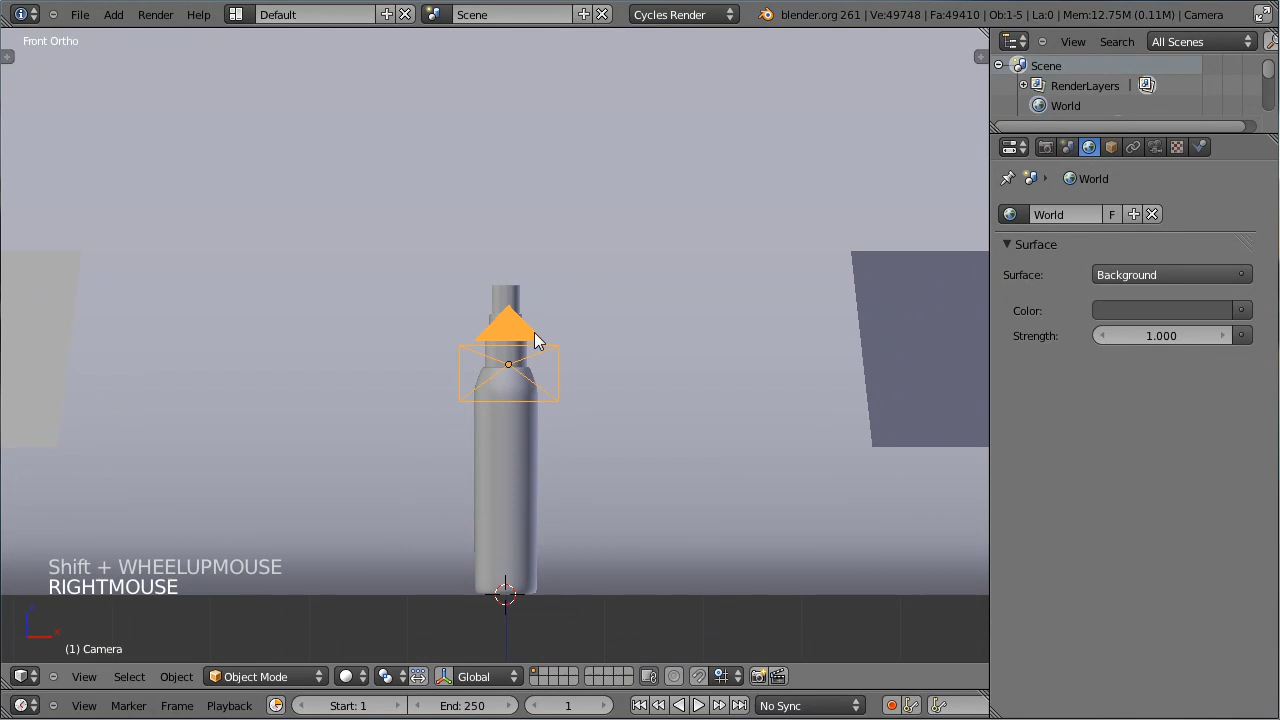 File Add Render Help Default Scene Cycles Render blender.org 261 | Ve:49748 | Fa:49410 | Ob:1-5 | La:0 | Mem:12.75M (0.11M) | Camera
Front Ortho
View Search All Scenes
Scene
RenderLayers
World
World
World F
Surface
Surface: Background
Color:
Strength: 1.000
Shift + WHEELUPMOUSE
RIGHTMOUSE
(1) Camera
View Select Object Object Mode Global
View Marker Frame Playback Start: 1 End: 250 1 No Sync